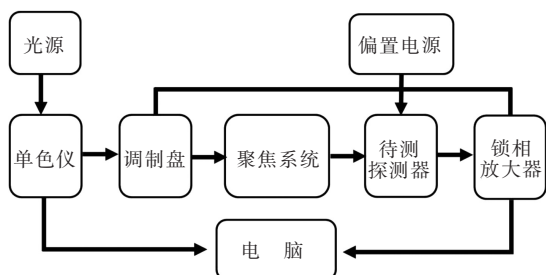 光源
偏置电源
单色仪
调制盘
聚焦系统
待测
探测器
锁相
放大器
电 脑